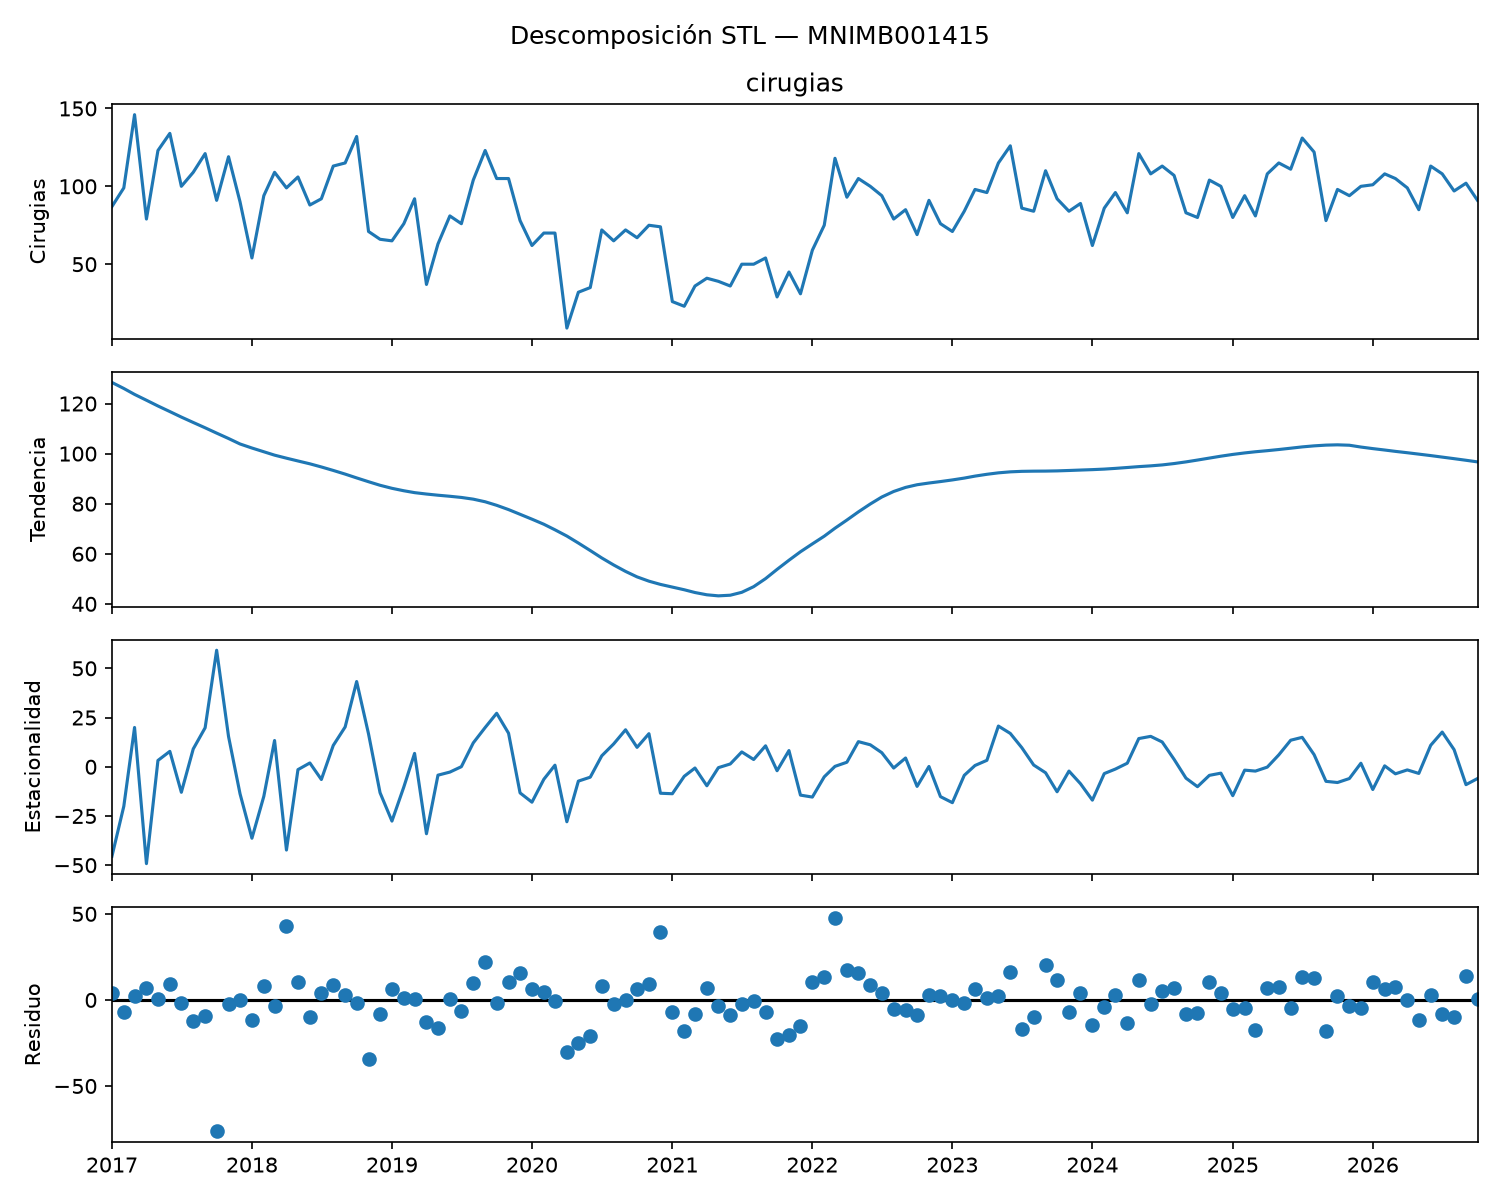 Descomposición STL — MNIMB001415
cirugias
150
100
50
Cirugias
120
100
80
60
40
Tendencia
50
25
0
−25
−50
Estacionalidad
50
0
−50
Residuo
2017 2018 2019 2020 2021 2022 2023 2024 2025 2026